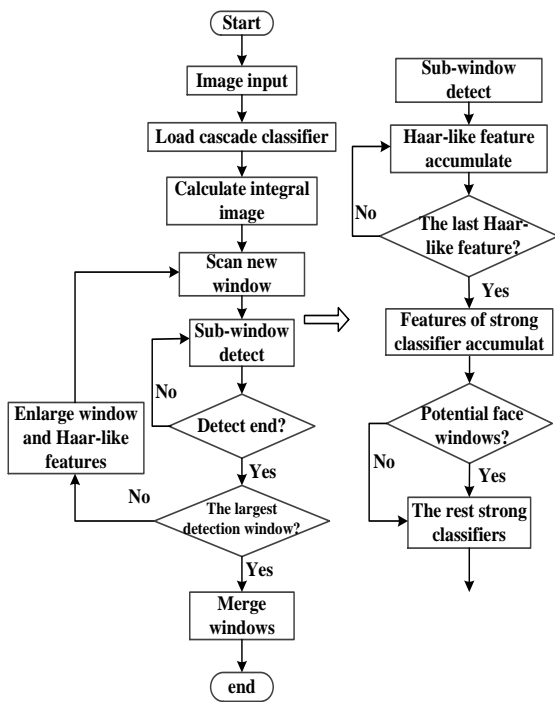 Start
Image input
Load cascade classifier
Calculate integral
image
Scan new
window
Sub-window
detect
No
Enlarge window
and Haar-like
features
Detect end?
Yes
No
The largest
detection window?
Yes
Merge
windows
end
Sub-window
detect
Haar-like feature
accumulate
No
The last Haar-
like feature?
Yes
Features of strong
classifier accumulat
Potential face
windows?
No
Yes
The rest strong
classifiers